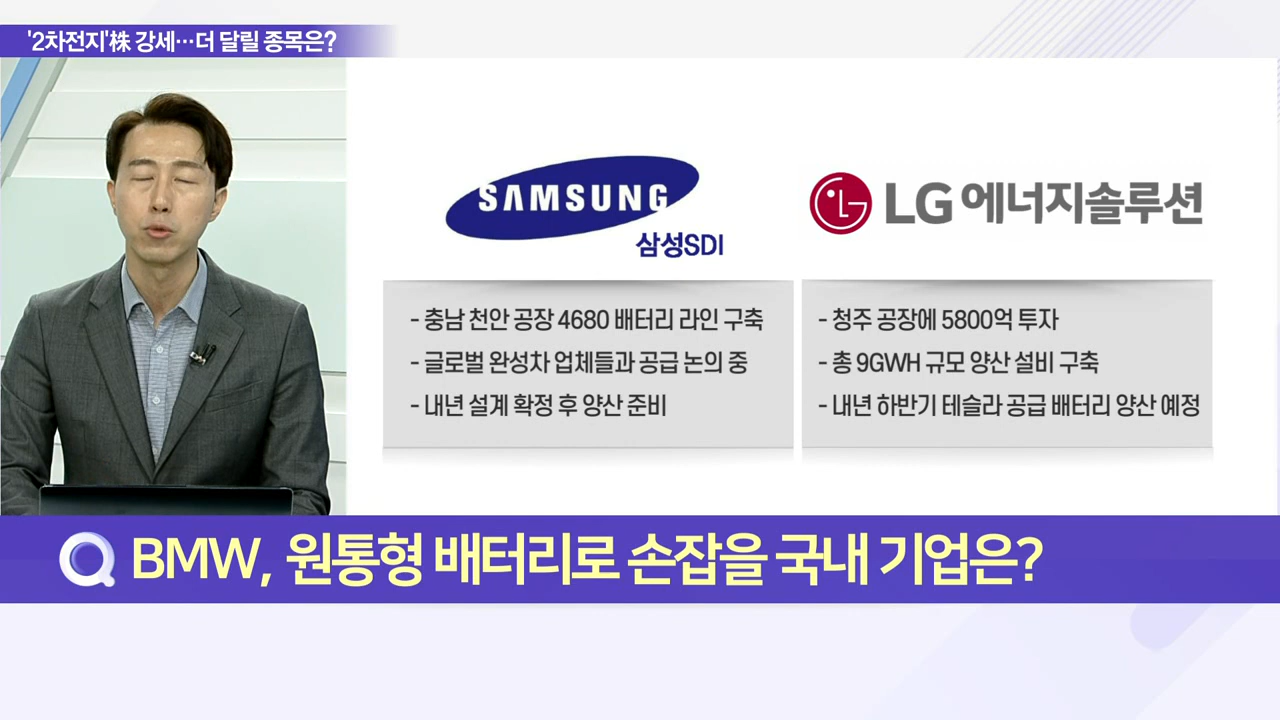 '2차전지'株 강세…더 달릴 종목은?
SAMSUNG
삼성SDI
LG 에너지솔루션
- 충남 천안 공장 4680 배터리 라인 구축
- 글로벌 완성차 업체들과 공급 논의 중
- 내년 설계 확정 후 양산 준비
- 청주 공장에 5800억 투자
- 총 9GWH 규모 양산 설비 구축
- 내년 하반기 테슬라 공급 배터리 양산 예정
BMW, 원통형 배터리로 손잡을 국내 기업은?